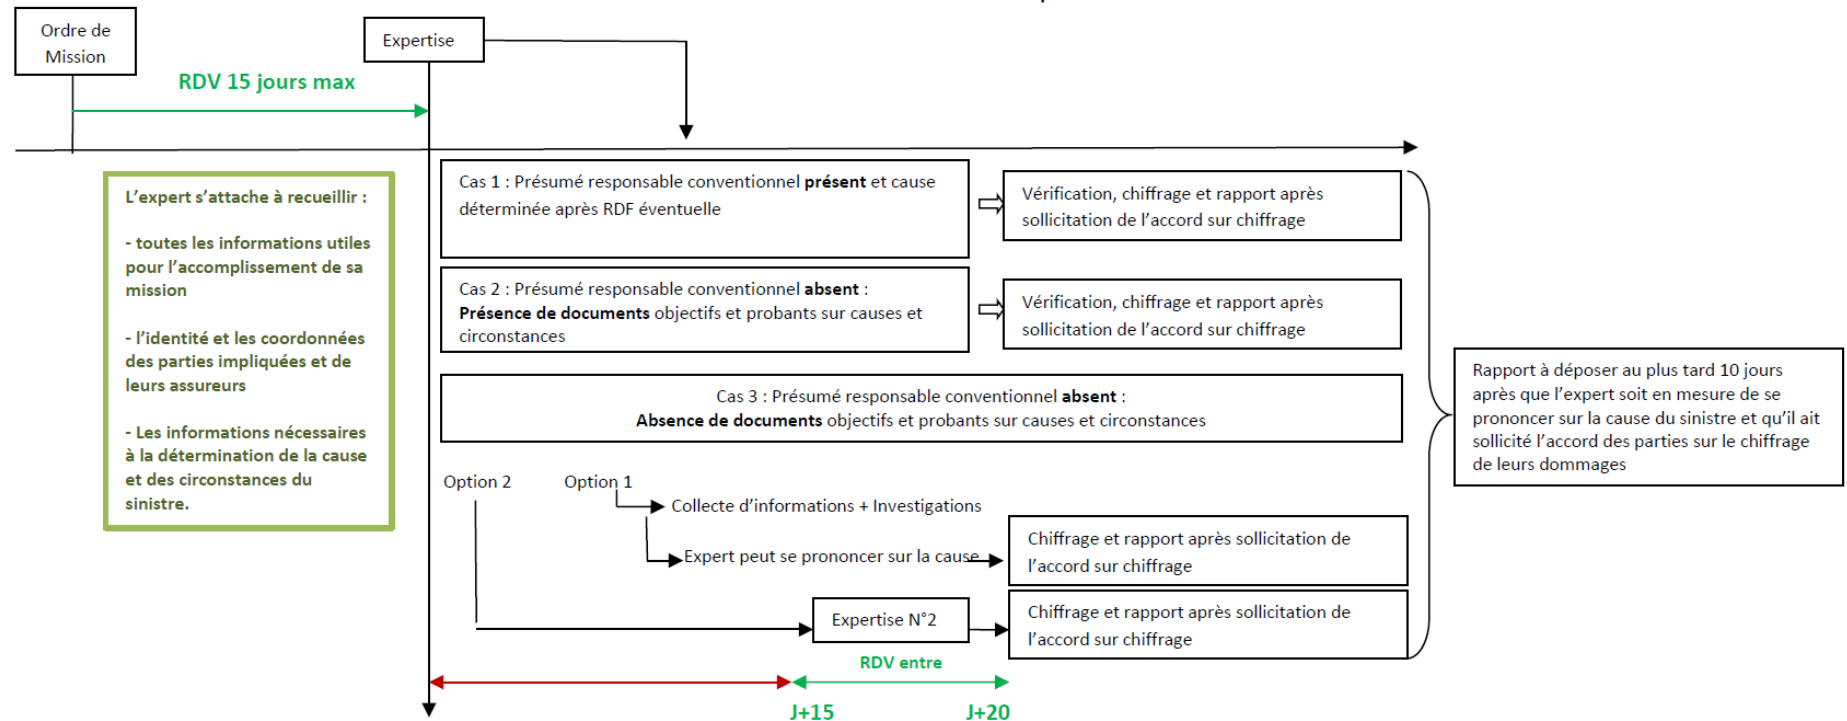 Ordre de
Mission
Expertise
RDV 15 jours max
L’expert s’attache à recueillir :
- toutes les informations utiles
pour l’accomplissement de sa
mission
- l’identité et les coordonnées
des parties impliquées et de
leurs assureurs
- Les informations nécessaires
à la détermination de la cause
et des circonstances du
sinistre.
Cas 1 : Présumé responsable conventionnel présent et cause
déterminée après RDF éventuelle
Vérification, chiffrage et rapport après
sollicitation de l’accord sur chiffrage
Cas 2 : Présumé responsable conventionnel absent :
Présence de documents objectifs et probants sur causes et
circonstances
Vérification, chiffrage et rapport après
sollicitation de l’accord sur chiffrage
Cas 3 : Présumé responsable conventionnel absent :
Absence de documents objectifs et probants sur causes et circonstances
Option 2
Option 1
Collecte d’informations + Investigations
Expert peut se prononcer sur la cause
Chiffrage et rapport après sollicitation de
l’accord sur chiffrage
Expertise N°2
Chiffrage et rapport après sollicitation de
l’accord sur chiffrage
RDV entre
J+15
J+20
Rapport à déposer au plus tard 10 jours
après que l’expert soit en mesure de se
prononcer sur la cause du sinistre et qu’il ait
sollicité l’accord des parties sur le chiffrage
de leurs dommages